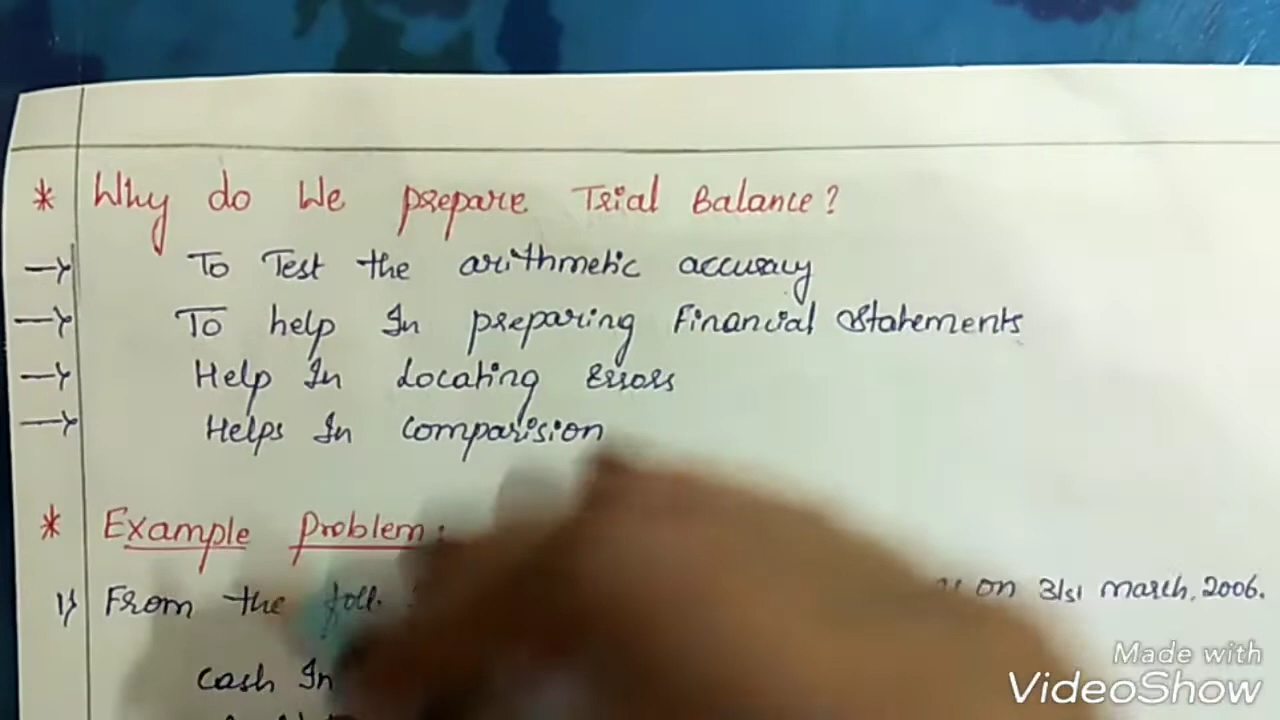 * Why do We prepare Trial Balance?
→ To Test the arithmetic accuracy
→ To help In preparing Financial Statements
→ Help In Locating Errors
→ Helps In Comparision
* Example Problem:
1) From the foll. on 31st march, 2006.
Cash In
Made with
VideoShow